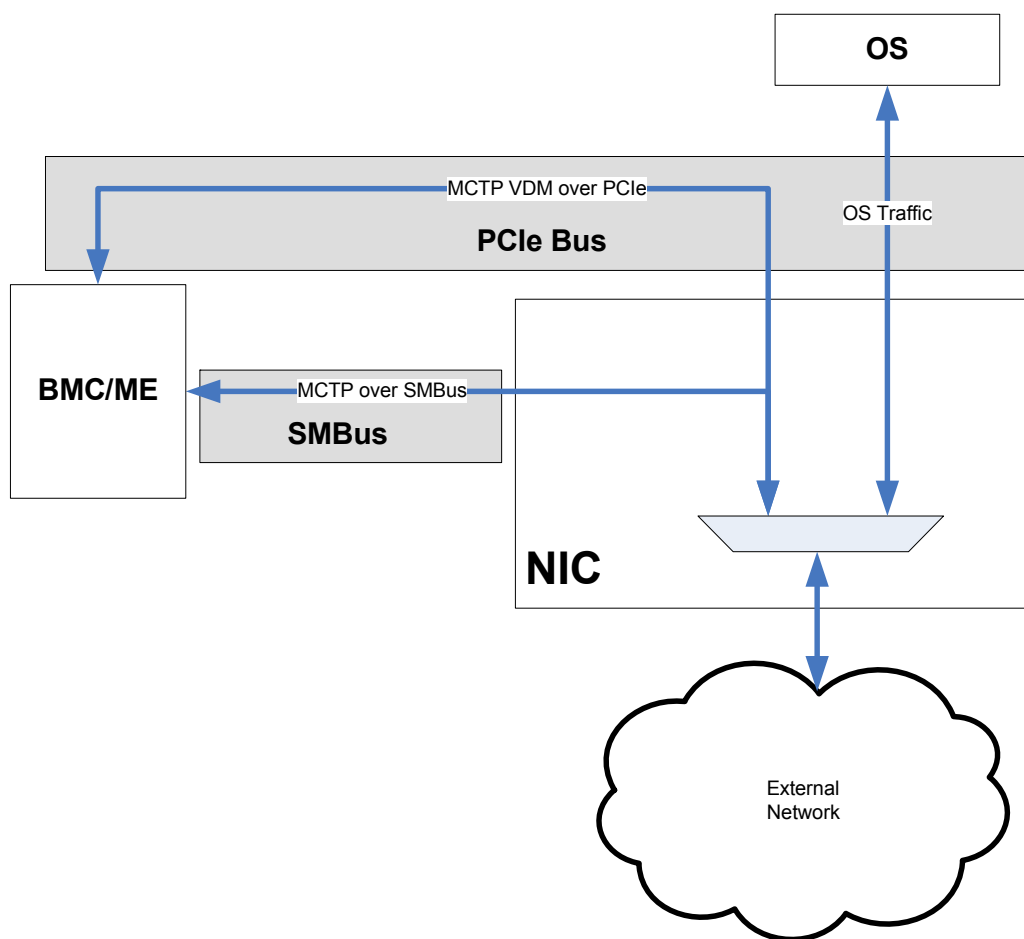 OS
MCTP VDM over PCIe
OS Traffic
PCIe Bus
BMC/ME
MCTP over SMBus
SMBus
NIC
External
Network